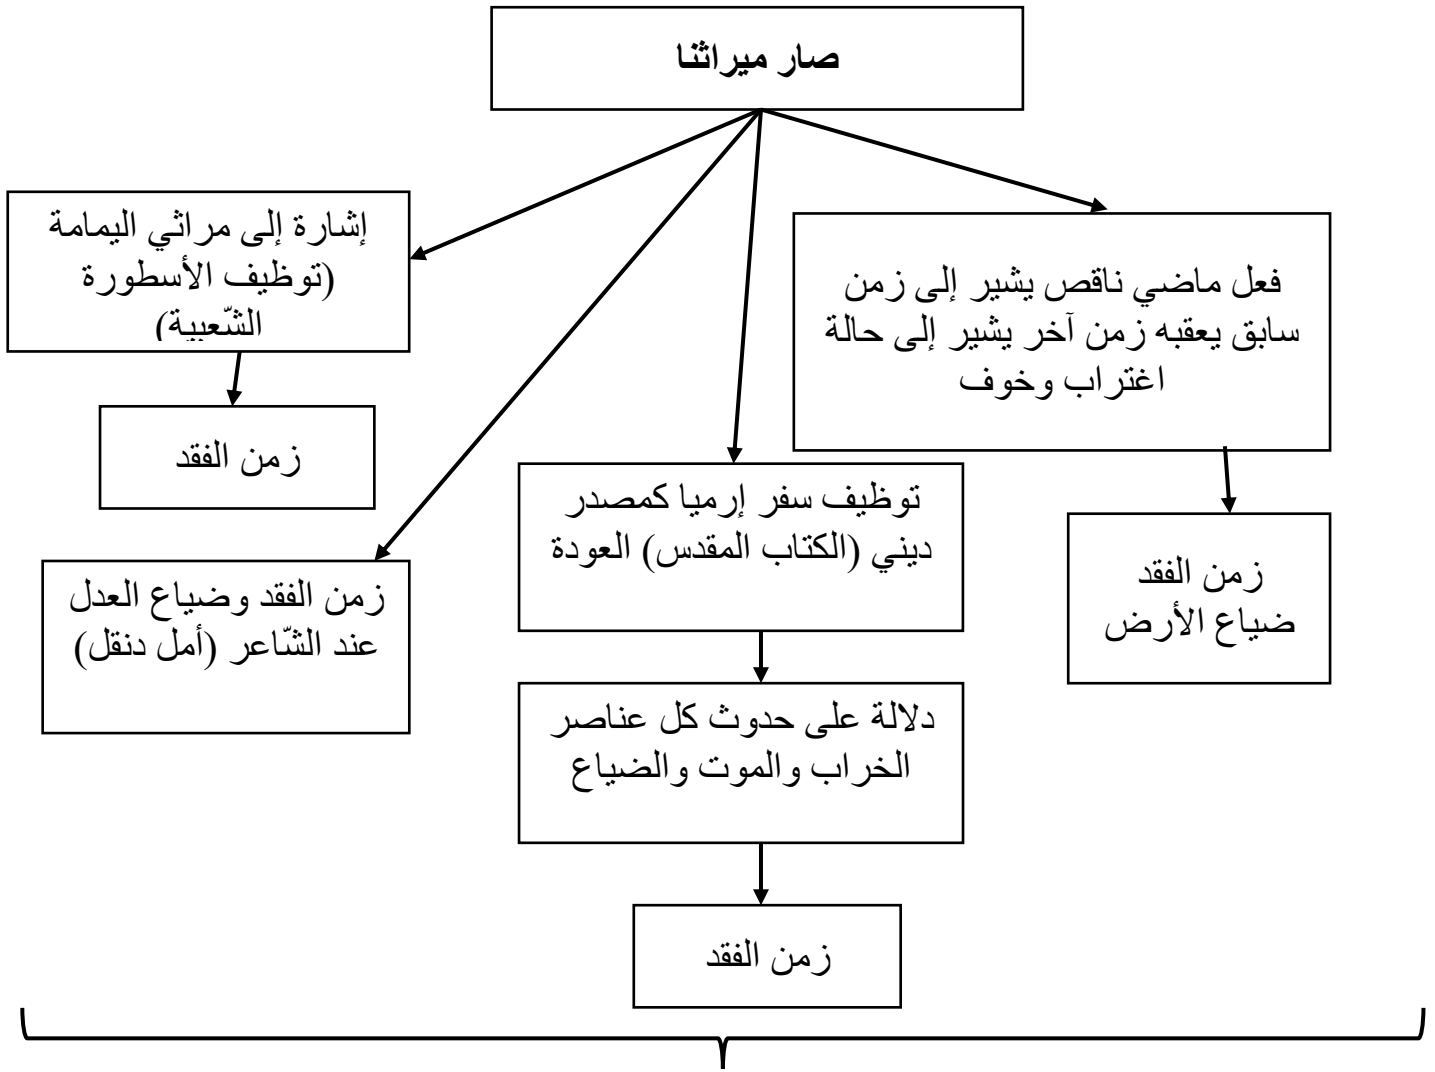 صار ميراثنا
فعل ماضي ناقص يشير إلى زمن
سابق يعقبه زمن آخر يشير إلى حالة
اغتراب وخوف
زمن الفقد
ضياع الأرض
توظيف سفر إرميا كمصدر
ديني (الكتاب المقدس) العودة
دلالة على حدوث كل عناصر
الخراب والموت والضياع
زمن الفقد
زمن الفقد وضياع العدل
عند الشّاعر (أمل دنقل)
إشارة إلى مراثي اليمامة
(توظيف الأسطورة
الشّعبية)
زمن الفقد